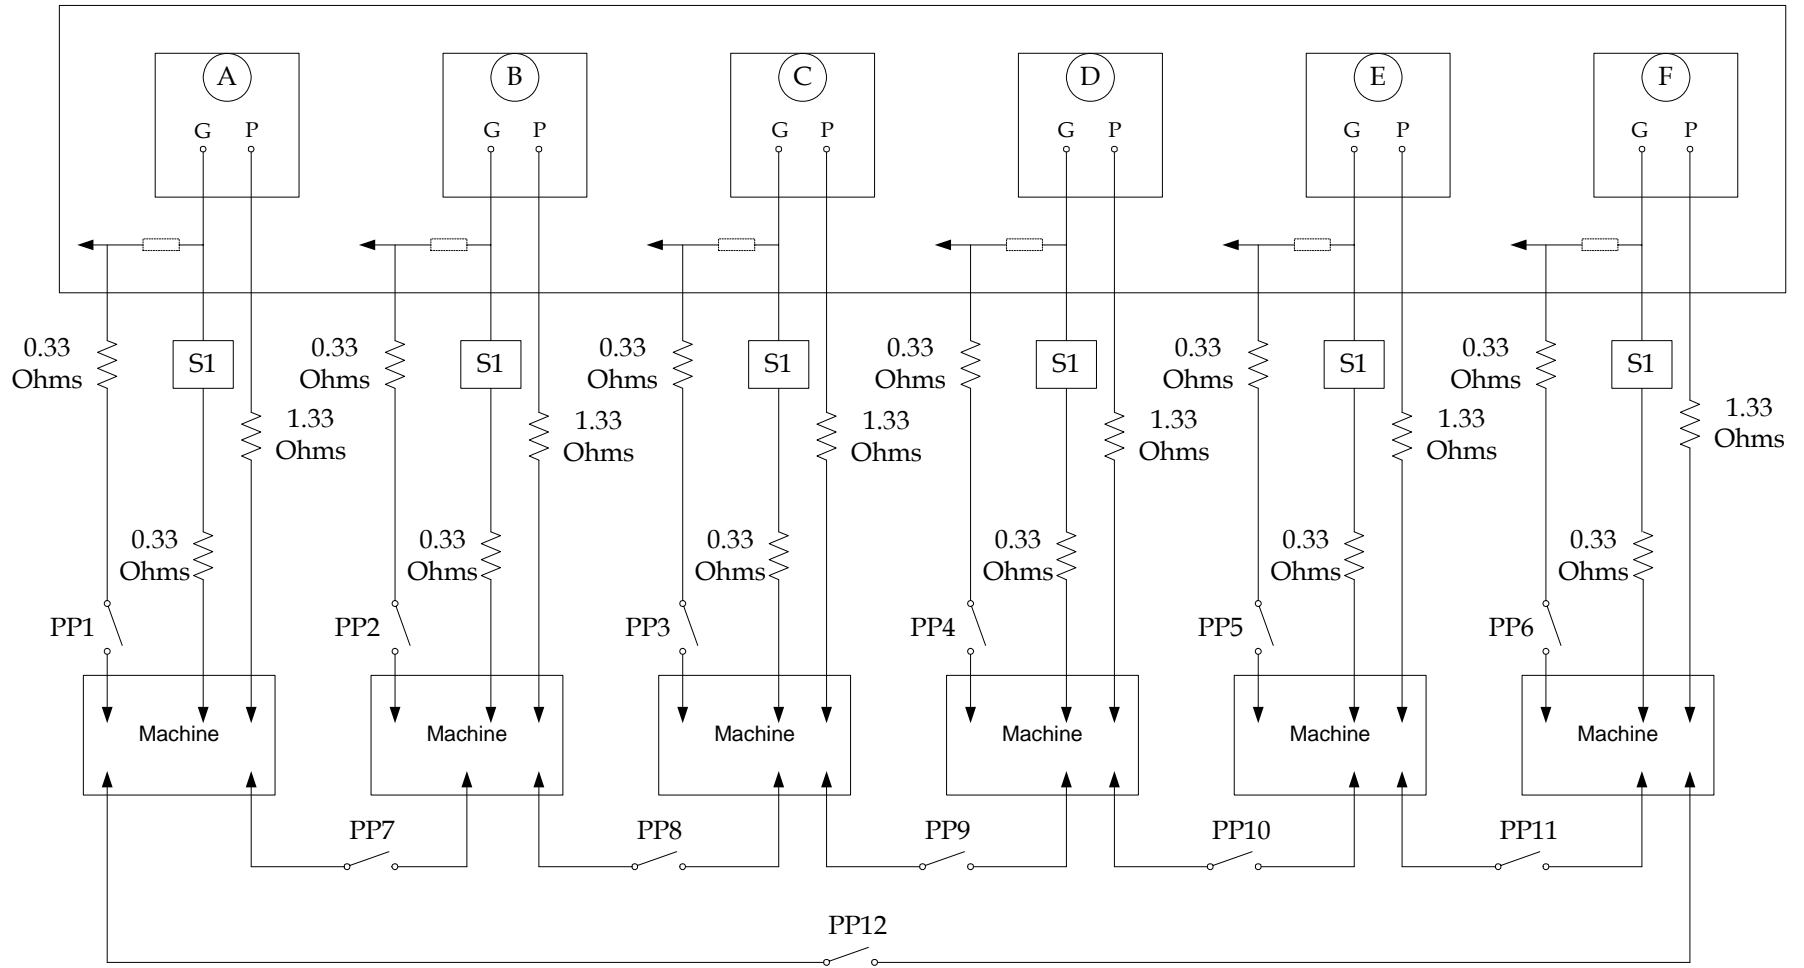 A B C D E F
G P G P G P G P G P G P
0.33 0.33 0.33 0.33 0.33 0.33
Ohms Ohms Ohms Ohms Ohms Ohms
S1 S1 S1 S1 S1 S1
1.33 1.33 1.33 1.33 1.33 1.33
Ohms Ohms Ohms Ohms Ohms Ohms
0.33 0.33 0.33 0.33 0.33 0.33
Ohms Ohms Ohms Ohms Ohms Ohms
PP1 PP2 PP3 PP4 PP5 PP6
Machine Machine Machine Machine Machine Machine
PP7 PP8 PP9 PP10 PP11
PP12